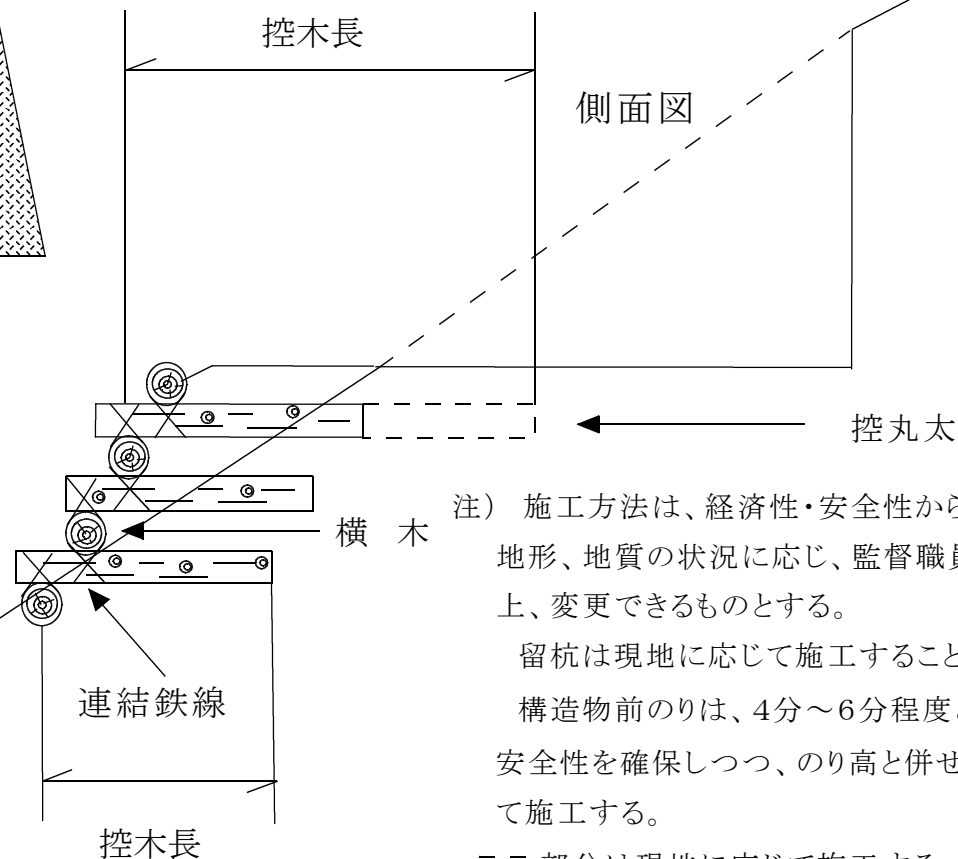 控木長
側面図
控丸太
横 木
連結鉄線
控木長
注) 施工方法は、経済性・安全性から
地形、地質の状況に応じ、監督職員
上、変更できるものとする。
留杭は現地に応じて施工すること
構造物前のりは、4分～6分程度
安全性を確保しつつ、のり高と併せ
て施工する。
部分は現地に応じて施工する